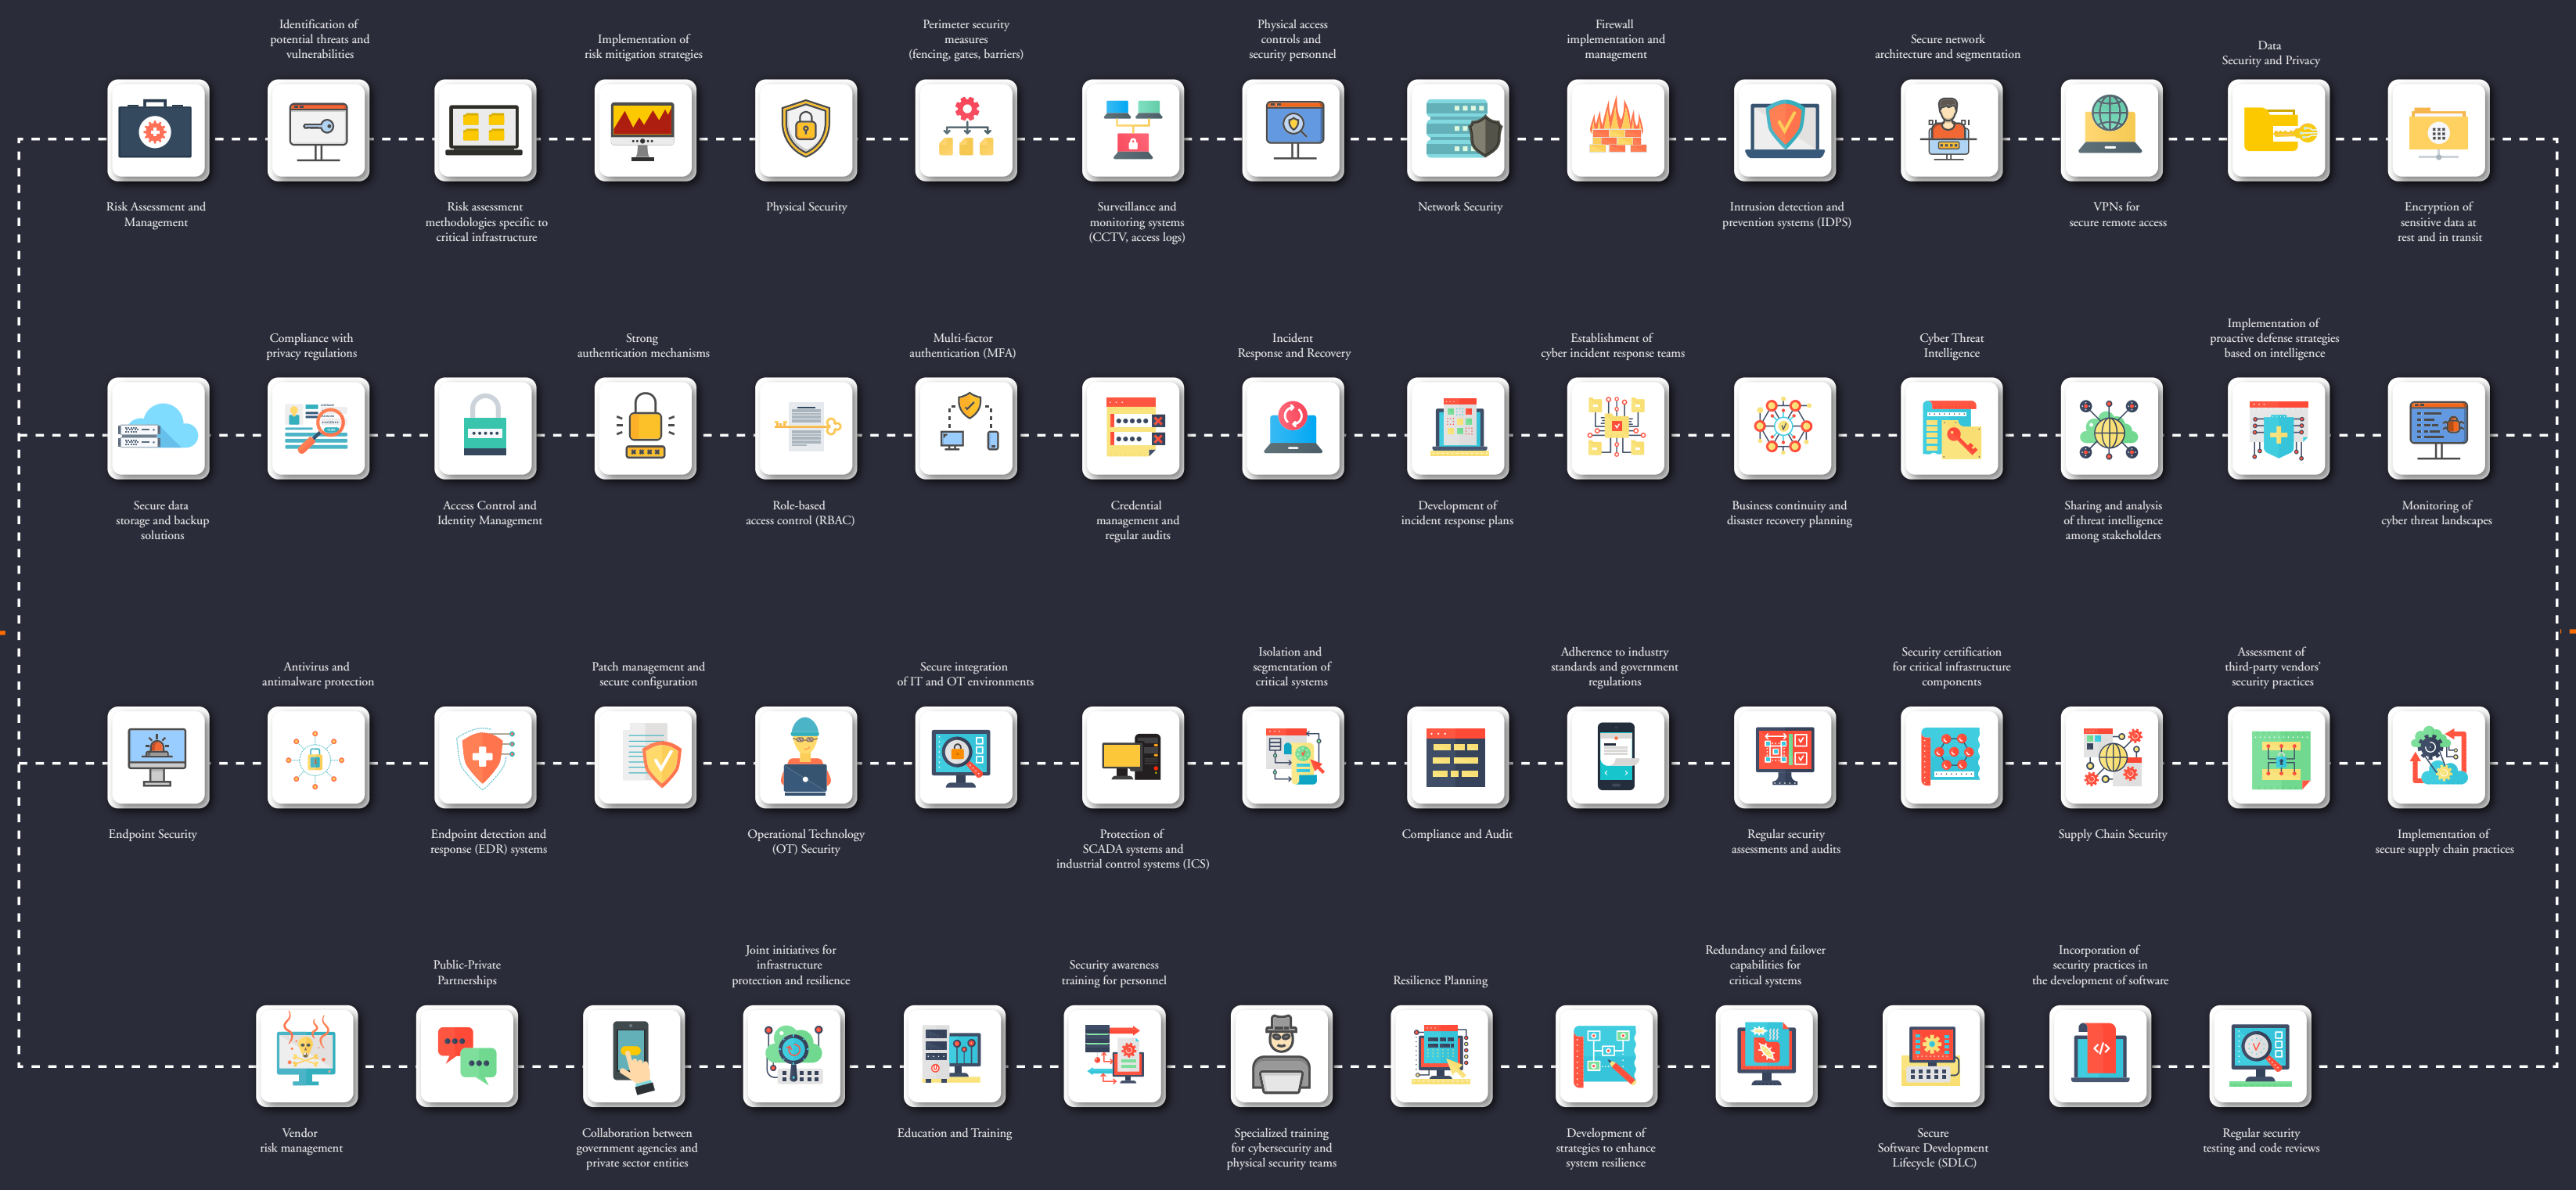 Risk Assessment and
Management
Identification of
potential threats and
vulnerabilities
Risk assessment
methodologies specific to
critical infrastructure
Implementation of
risk mitigation strategies
Physical Security
Perimeter security
measures
(fencing, gates, barriers)
Surveillance and
monitoring systems
(CCTV, access logs)
Physical access
controls and
security personnel
Network Security
Firewall
implementation and
management
Intrusion detection and
prevention systems (IDPS)
Secure network
architecture and segmentation
VPNs for
secure remote access
Data
Security and Privacy
Encryption of
sensitive data at
rest and in transit
Secure data
storage and backup
solutions
Compliance with
privacy regulations
Access Control and
Identity Management
Strong
authentication mechanisms
Role-based
access control (RBAC)
Multi-factor
authentication (MFA)
Credential
management and
regular audits
Incident
Response and Recovery
Development of
incident response plans
Establishment of
cyber incident response teams
Business continuity and
disaster recovery planning
Cyber Threat
Intelligence
Sharing and analysis
of threat intelligence
among stakeholders
Implementation of
proactive defense strategies
based on intelligence
Monitoring of
cyber threat landscapes
Endpoint Security
Antivirus and
antimalware protection
Endpoint detection and
response (EDR) systems
Patch management and
secure configuration
Operational Technology
(OT) Security
Secure integration
of IT and OT environments
Protection of
SCADA systems and
industrial control systems (ICS)
Isolation and
segmentation of
critical systems
Compliance and Audit
Adherence to industry
standards and government
regulations
Regular security
assessments and audits
Security certification
for critical infrastructure
components
Supply Chain Security
Assessment of
third-party vendors’
security practices
Implementation of
secure supply chain practices
Vendor
risk management
Public-Private
Partnerships
Collaboration between
government agencies and
private sector entities
Joint initiatives for
infrastructure
protection and resilience
Education and Training
Security awareness
training for personnel
Specialized training
for cybersecurity and
physical security teams
Resilience Planning
Development of
strategies to enhance
system resilience
Redundancy and failover
capabilities for
critical systems
Secure
Software Development
Lifecycle (SDLC)
Incorporation of
security practices in
the development of software
Regular security
testing and code reviews